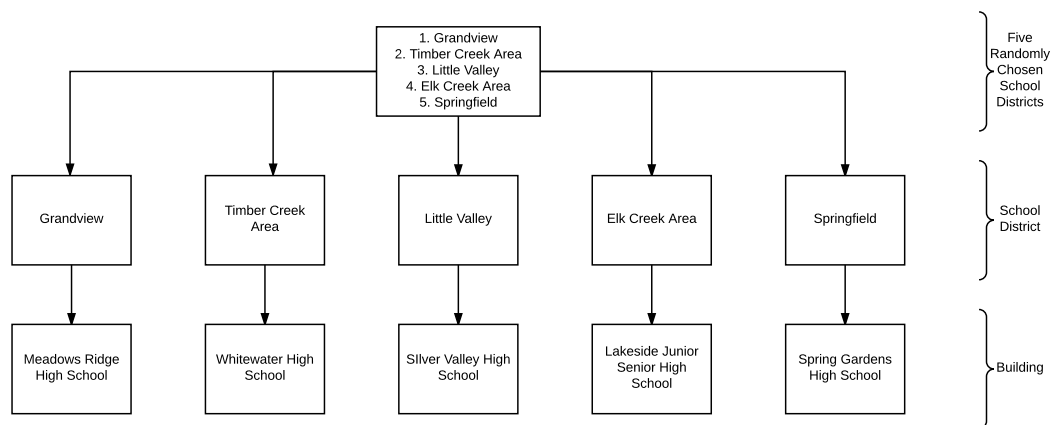 1. Grandview
2. Timber Creek Area
3. Little Valley
4. Elk Creek Area
5. Springfield
Five
Randomly
Chosen
School
Districts
Grandview
Timber Creek
Area
Little Valley
Elk Creek Area
Springfield
School
District
Meadows Ridge
High School
Whitewater High
School
SIlver Valley High
School
Lakeside Junior
Senior High
School
Spring Gardens
High School
Building